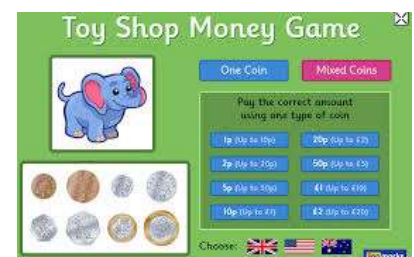 Toy Shop Money Game
One Coin
Mixed Coins
Pay the correct amount
using one type of coin
1p (Up to 10p)
20p (Up to £2)
2p (Up to 20p)
50p (Up to £5)
5p (Up to 50p)
£1 (Up to £10)
10p (Up to £1)
£2 (Up to £20)
Choose: